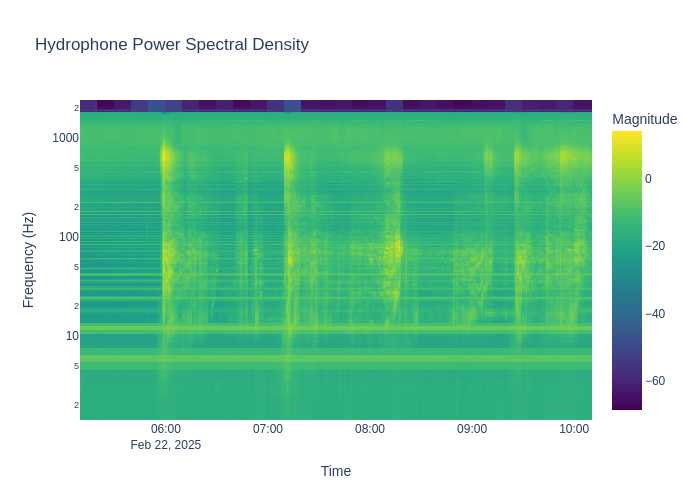 Hydrophone Power Spectral Density
Magnitude
0
−20
−40
−60
Frequency (Hz)
2
1000
5
2
100
5
2
10
5
2
06:00 07:00 08:00 09:00 10:00
Feb 22, 2025
Time